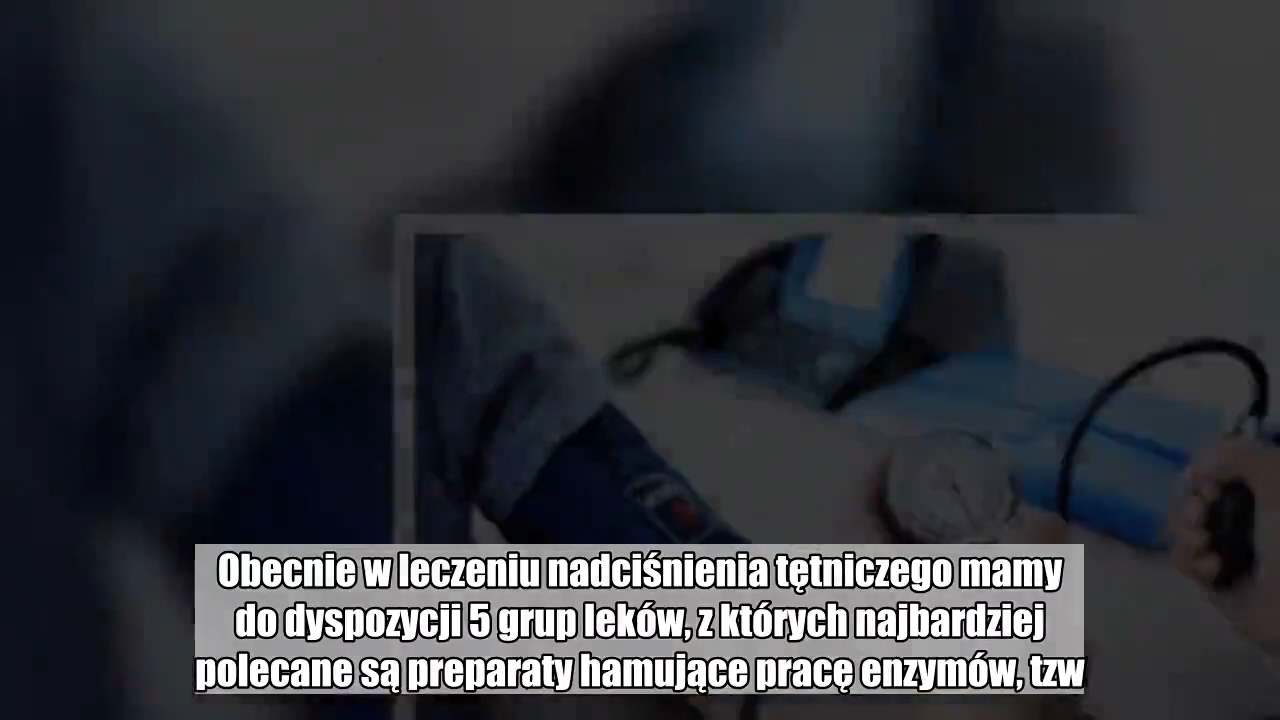 Obecnie w leczeniu nadciśnienia tętniczego mamy
do dyspozycji 5 grup leków, z których najbardziej
polecane są preparaty hamujące pracę enzymów, tzw